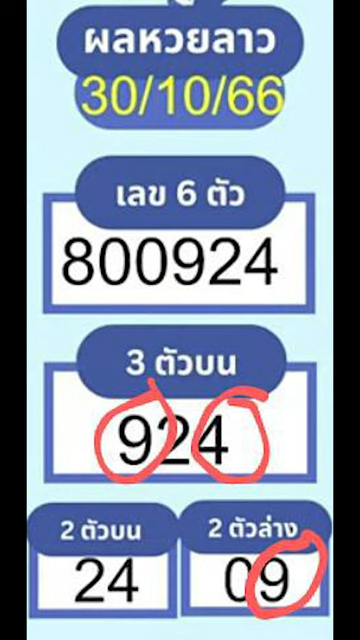 ผลหวยลาว
30/10/66
เลข 6 ตัว
800924
3 ตัวบน
924
2 ตัวบน
2 ตัวล่าง
24
09